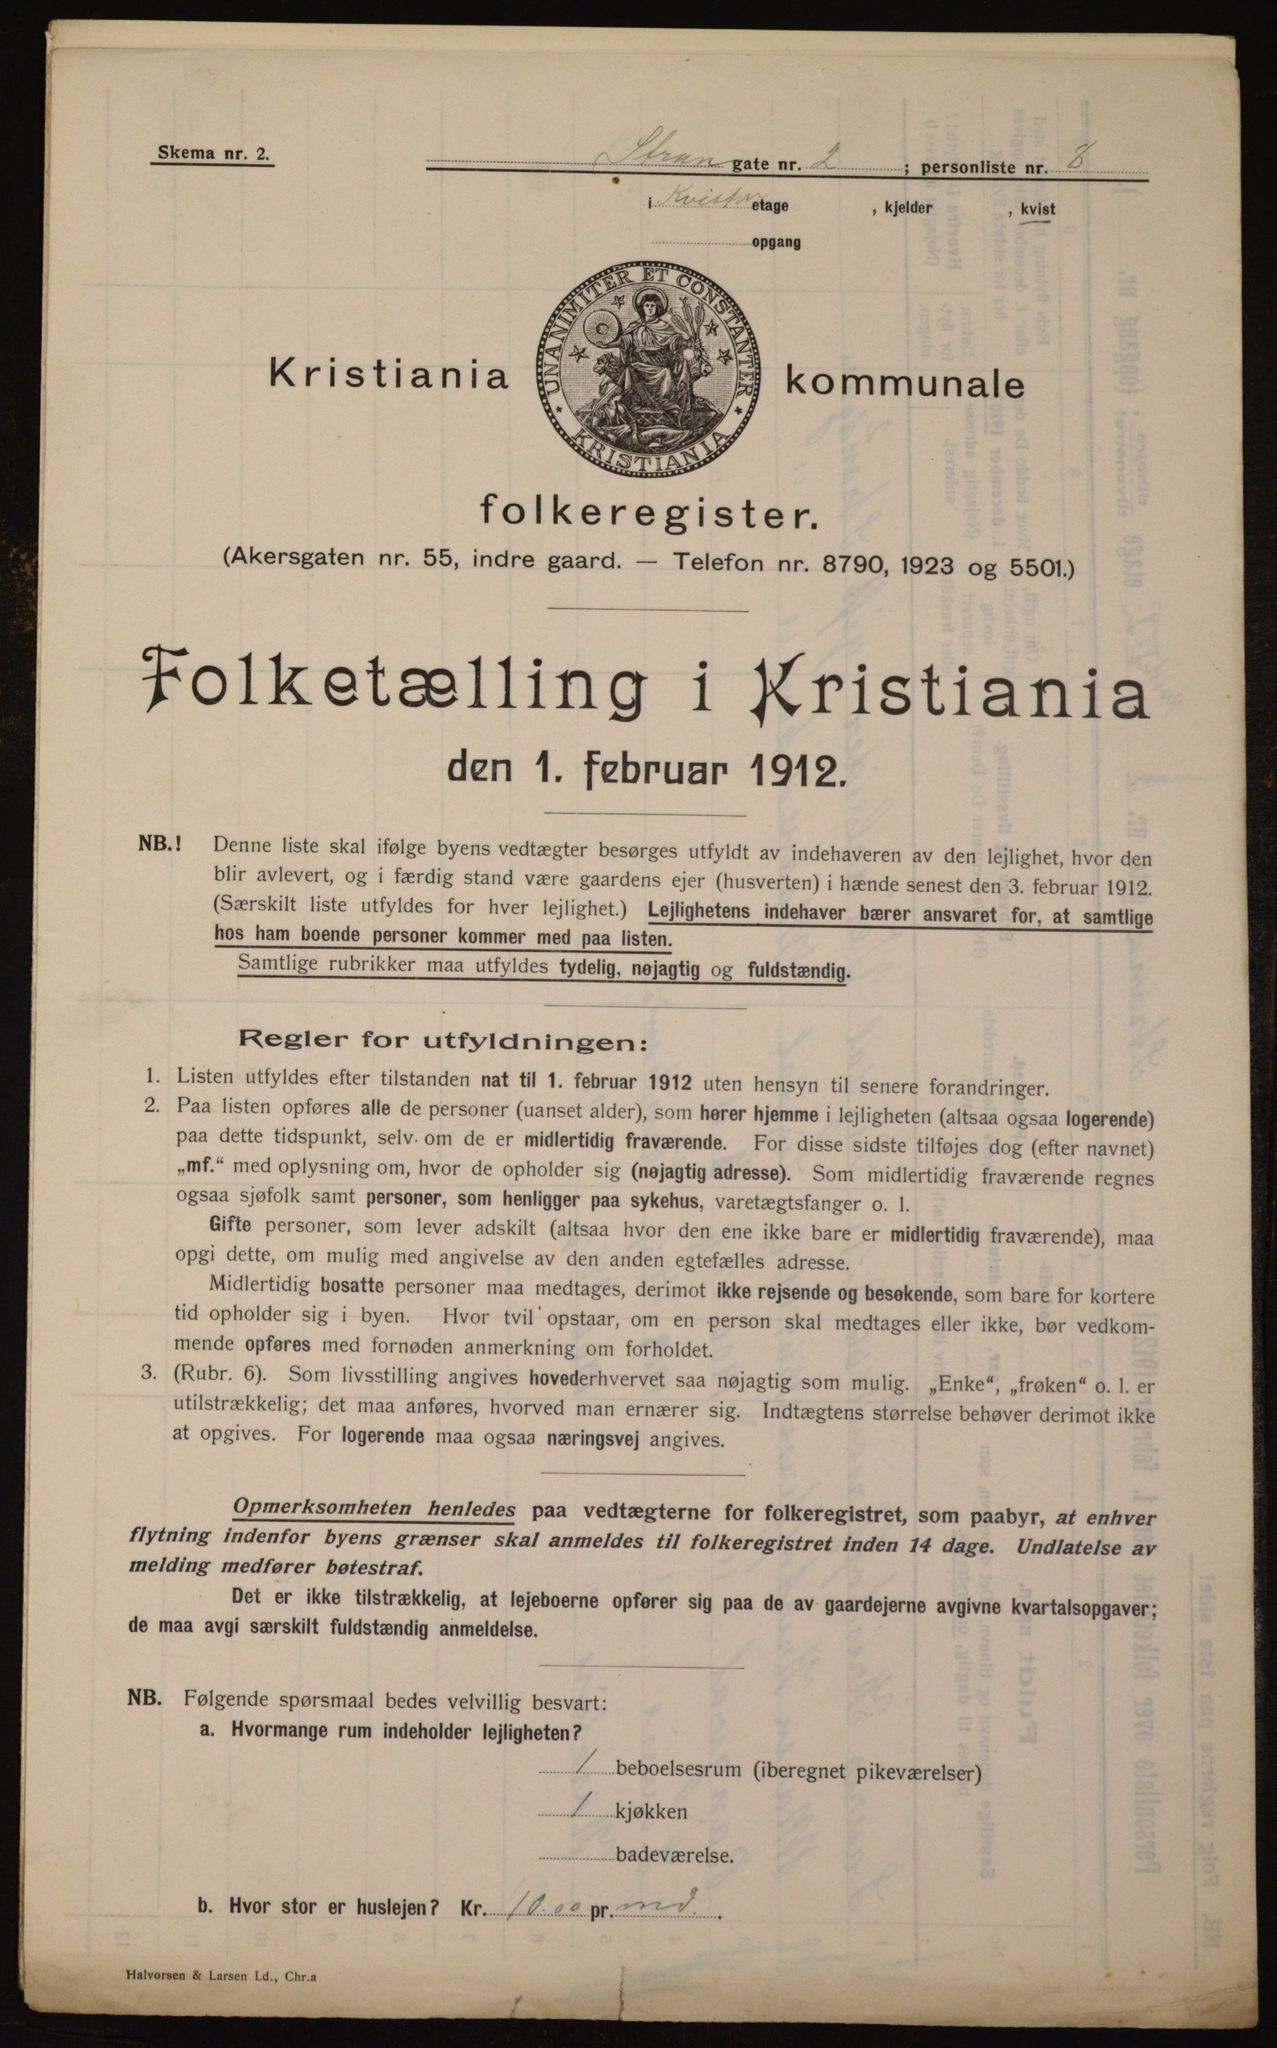 Skema nr. 2.
Stran gate nr. 2 ; personliste nr. 8
i Kvisten etage , kjelder , kvist
opgang
UNANIMITER ET CONSTANTER
KRISTIANIA
Kristiania kommunale
folkeregister.
(Akersgaten nr. 55, indre gaard. — Telefon nr. 8790, 1923 og 5501.)
Folketælling i Kristiania
den 1. februar 1912.
NB.! Denne liste skal ifølge byens vedtægter besørges utfyldt av indehaveren av den lejlighet, hvor den
blir avlevert, og i færdig stand være gaardens ejer (husverten) i hænde senest den 3. februar 1912.
(Særskilt liste utfyldes for hver lejlighet.) Lejlighetens indehaver bærer ansvaret for, at samtlige
hos ham boende personer kommer med paa listen.
Samtlige rubrikker maa utfyldes tydelig, nøjagtig og fuldstændig.
Regler for utfyldningen:
1. Listen utfyldes efter tilstanden nat til 1. februar 1912 uten hensyn til senere forandringer.
2. Paa listen opføres alle de personer (uanset alder), som hører hjemme i lejligheten (altsaa ogsaa logerende)
paa dette tidspunkt, selv om de er midlertidig fraværende. For disse sidste tilføjes dog (efter navnet)
„mf.“ med oplysning om, hvor de opholder sig (nøjagtig adresse). Som midlertidig fraværende regnes
ogsaa sjøfolk samt personer, som henligger paa sykehus, varetægtsfanger o. l.
Gifte personer, som lever adskilt (altsaa hvor den ene ikke bare er midlertidig fraværende), maa
opgi dette, om mulig med angivelse av den anden egtefælles adresse.
Midlertidig bosatte personer maa medtages, derimot ikke rejsende og besøkende, som bare for kortere
tid opholder sig i byen. Hvor tvil opstaar, om en person skal medtages eller ikke, bør vedkom-
mende opføres med fornøden anmerkning om forholdet.
3. (Rubr. 6). Som livsstilling angives hovederhvervet saa nøjagtig som mulig. „Enke“, „frøken“ o. l. er
utilstrækkelig; det maa anføres, hvorved man ernærer sig. Indtægtens størrelse behøver derimot ikke
at opgives. For logerende maa ogsaa næringsvej angives.
Opmerksomheten henledes paa vedtægterne for folkeregistret, som paabyr, at enhver
flytning indenfor byens grænser skal anmeldes til folkeregistret inden 14 dage. Undlatelse av
melding medfører bøtestraf.
Det er ikke tilstrækkelig, at lejeboerne opfører sig paa de av gaardejerne avgivne kvartalsopgaver;
de maa avgi særskilt fuldstændig anmeldelse.
NB. Følgende spørsmaal bedes velvillig besvart:
a. Hvormange rum indeholder lejligheten?
1 beboelsesrum (iberegnet pikeværelser)
1 kjøkken
badeværelse.
b. Hvor stor er huslejen? Kr. 10.00 pr. md.
Halvorsen & Larsen Ld., Chr.a